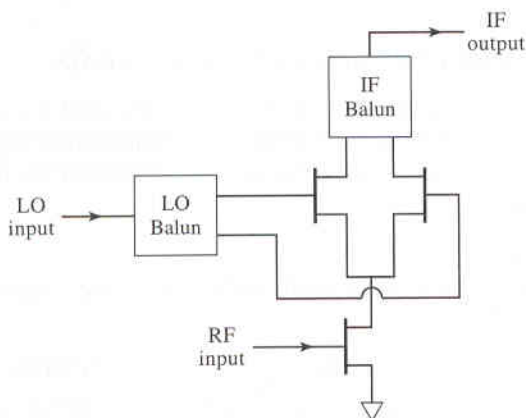 IF
output
IF
Balun
LO
input
LO
Balun
RF
input